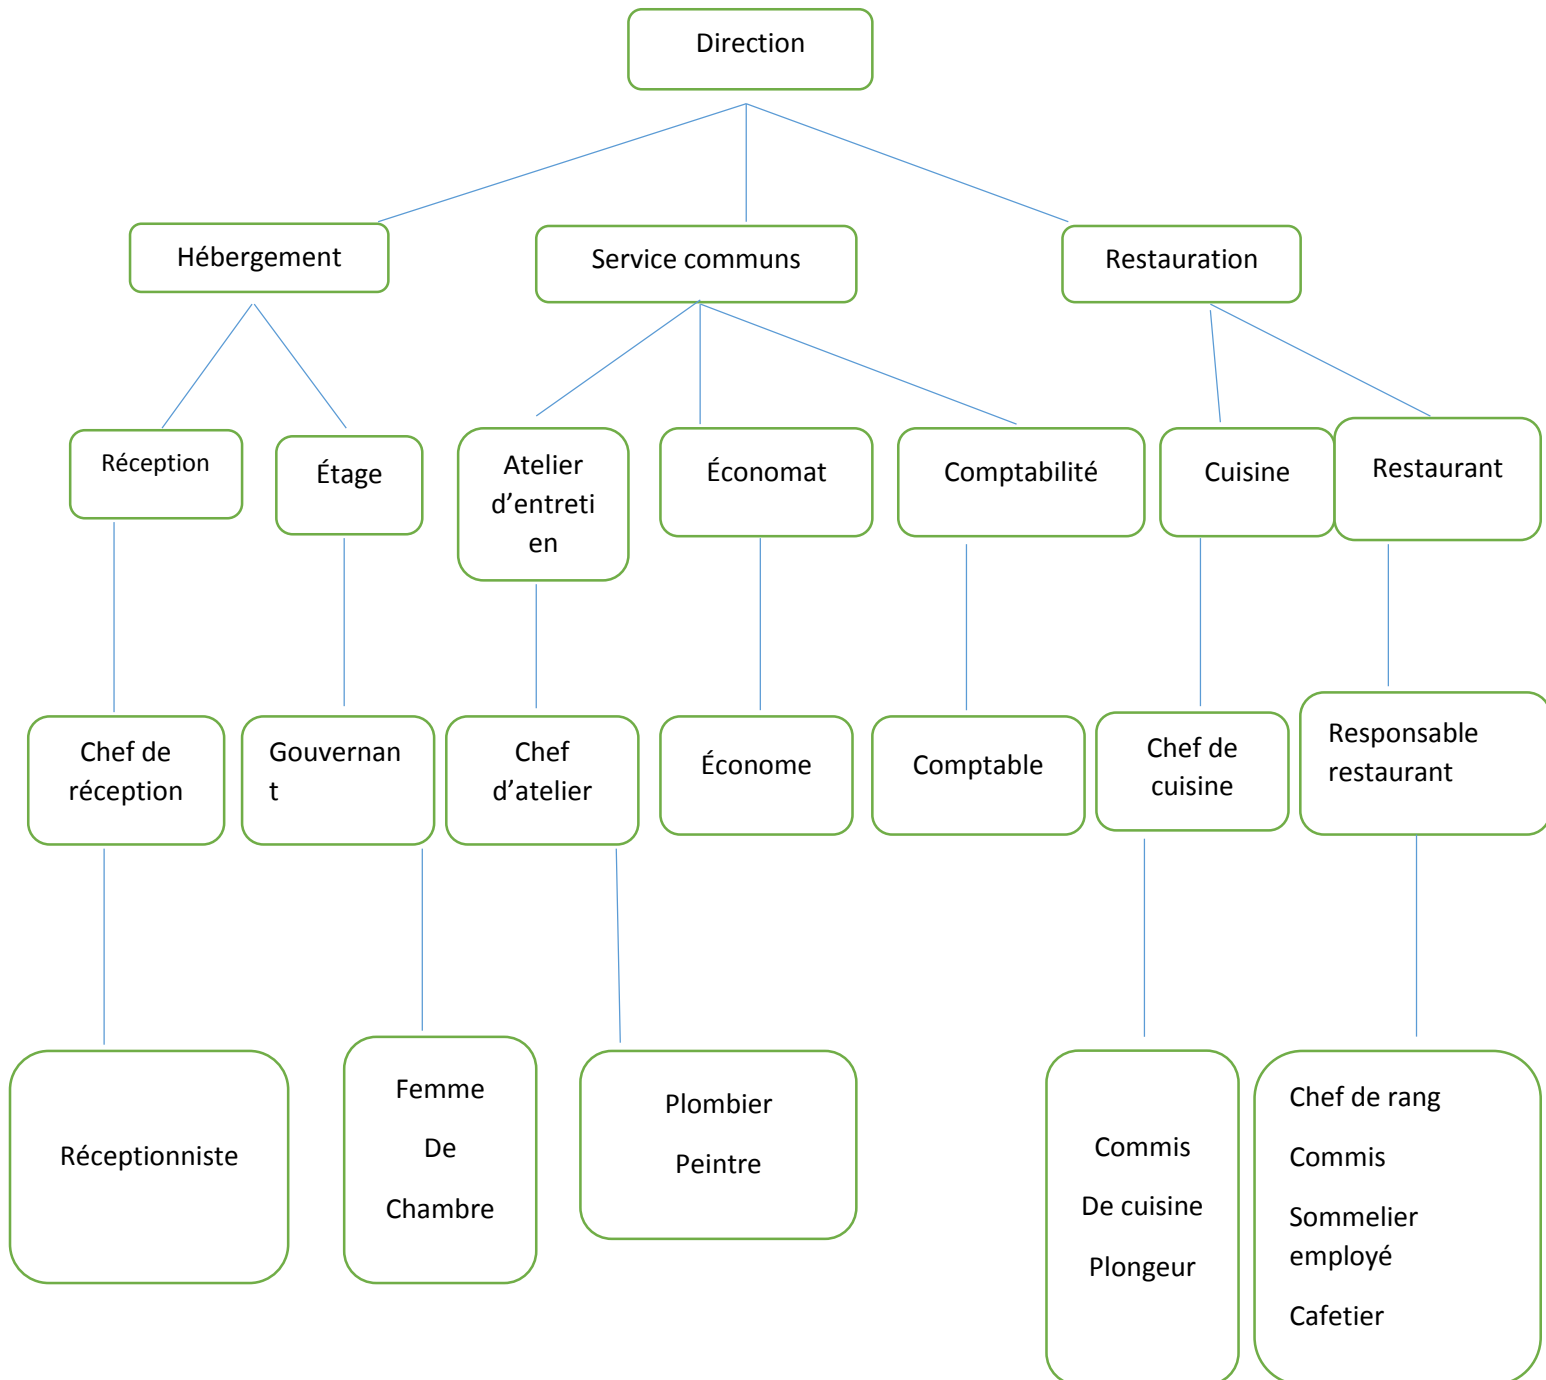 Direction
Hébergement
Service communs
Restauration
Réception
Étage
Atelier
d’entreti
en
Économat
Comptabilité
Cuisine
Restaurant
Chef de
réception
Gouvernan
t
Chef
d’atelier
Économe
Comptable
Chef de
cuisine
Responsable
restaurant
Réceptionniste
Femme
De
Chambre
Plombier
Peintre
Commis
De cuisine
Plongeur
Chef de rang
Commis
Sommelier
employé
Cafetier